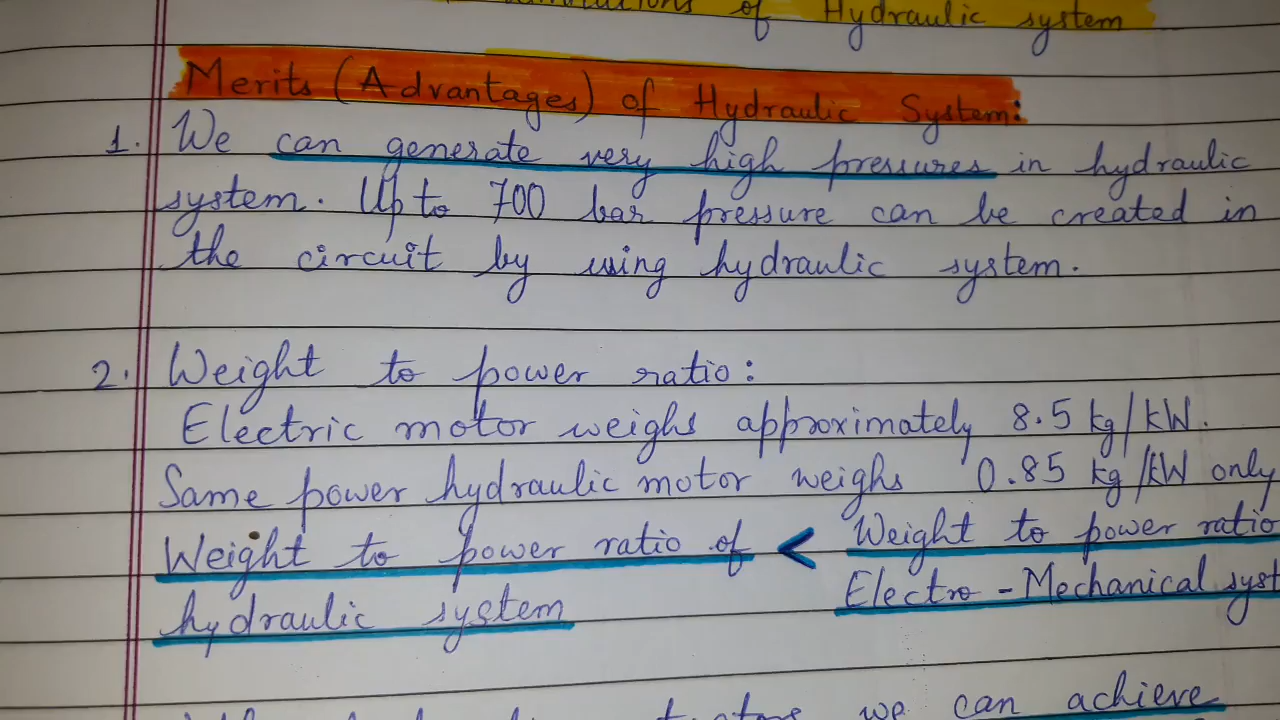 of Hydraulic system
Merits (Advantages) of Hydraulic System:
1. We can generate very high pressures in hydraulic
system. Up to 700 bar pressure can be created in
the circuit by using hydraulic system.
2. Weight to power ratio:
Electric motor weighs approximately 8.5 kg/kW.
Same power hydraulic motor weighs 0.85 kg/kW only
Weight to power ratio of < Weight to power ratio
hydraulic system Electro-Mechanical syst
we can achieve